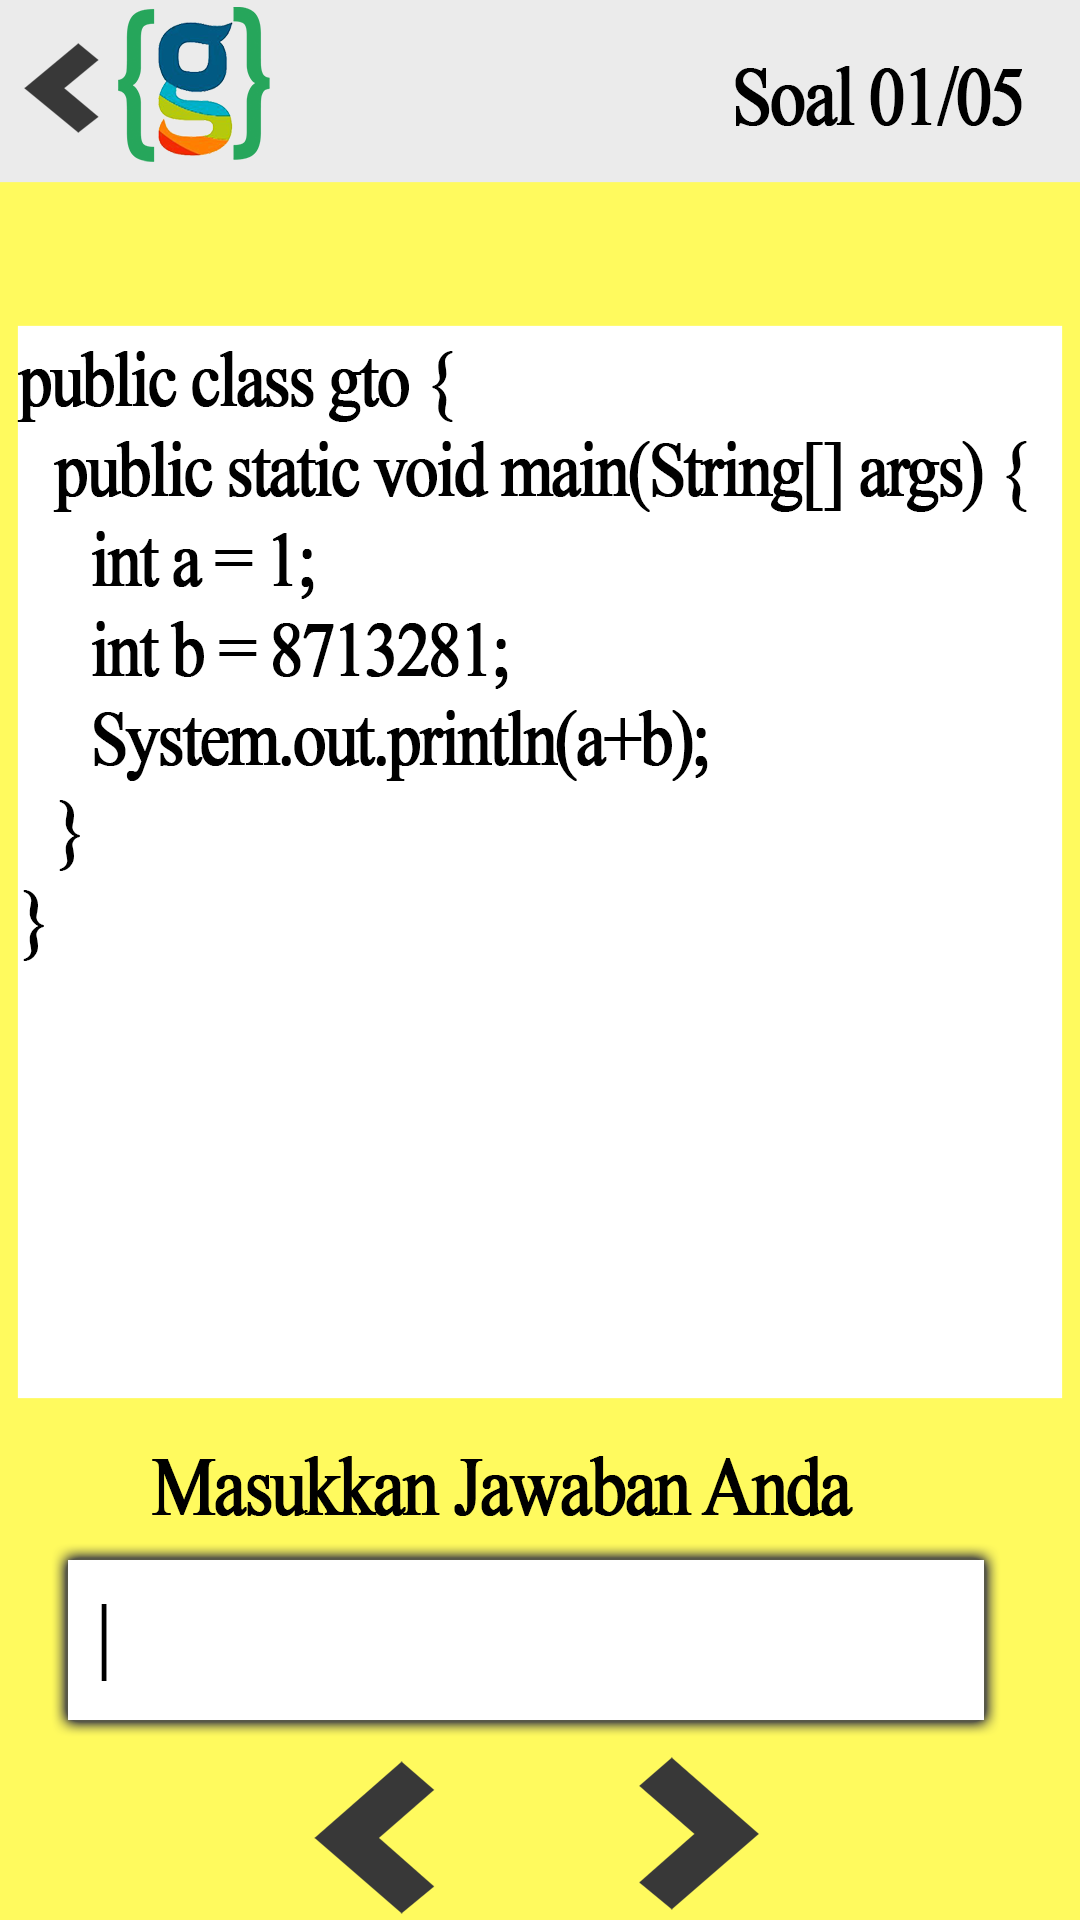 {g}
Soal 01/05
public class gto {
public static void main(String[] args) {
int a = 1;
int b = 8713281;
System.out.println(a+b);
}
}
Masukkan Jawaban Anda